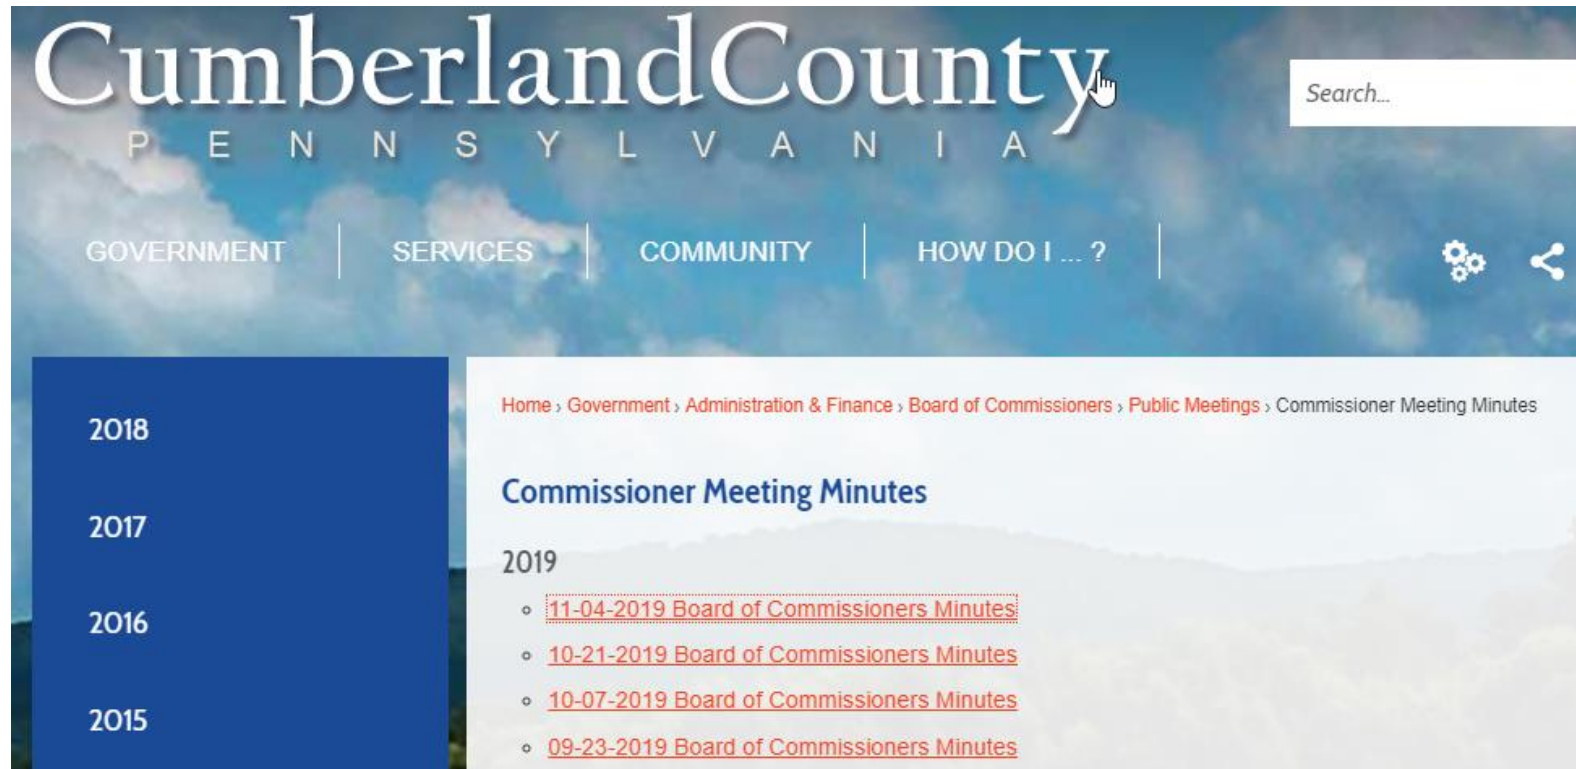 CumberlandCounty
PENNSYLVANIA
Search...
GOVERNMENT SERVICES COMMUNITY HOW DO I ... ?
2018
2017
2016
2015
Home › Government › Administration & Finance › Board of Commissioners › Public Meetings › Commissioner Meeting Minutes
Commissioner Meeting Minutes
2019
11-04-2019 Board of Commissioners Minutes
10-21-2019 Board of Commissioners Minutes
10-07-2019 Board of Commissioners Minutes
09-23-2019 Board of Commissioners Minutes